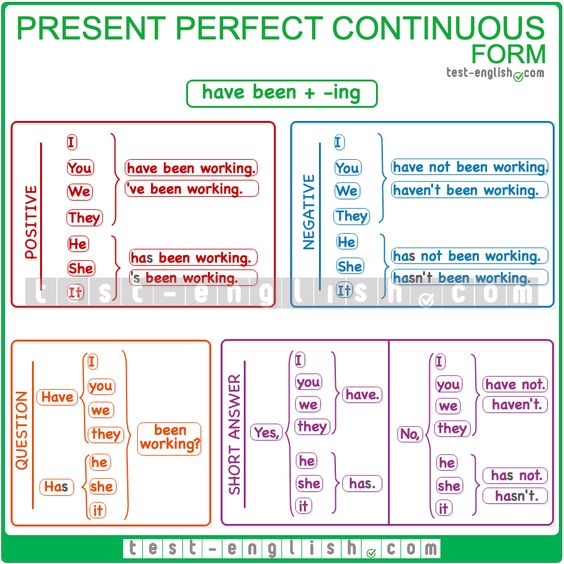 PRESENT PERFECT CONTINUOUS
FORM
test-english.com
have been + -ing
POSITIVE
I
You
We
They
have been working.
've been working.
He
She
It
has been working.
's been working.
NEGATIVE
I
You
We
They
have not been working.
haven't been working.
He
She
It
has not been working.
hasn't been working.
test-english.com
QUESTION
Have
I
you
we
they
Has
he
she
it
been
working?
SHORT ANSWER
Yes,
I
you
we
they
have.
he
she
it
has.
No,
I
you
we
they
have not.
haven't.
he
she
it
has not.
hasn't.
test-english.com